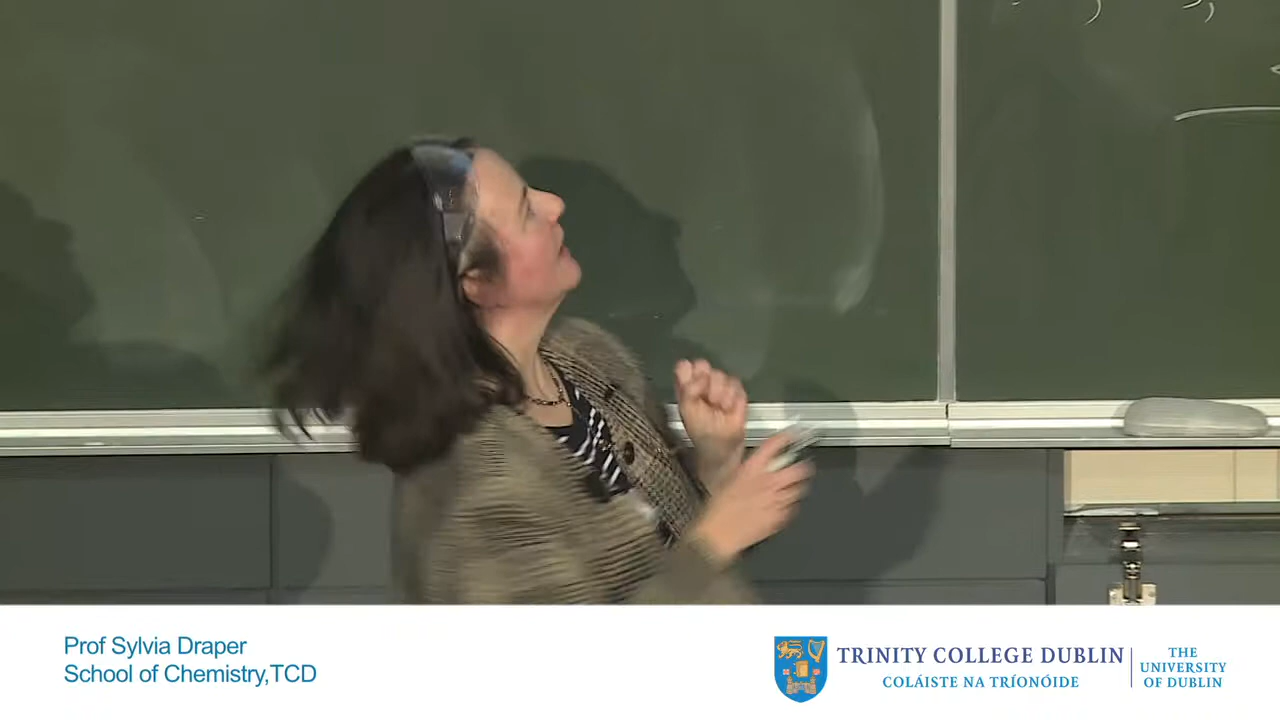 Prof Sylvia Draper
School of Chemistry,TCD
TRINITY COLLEGE DUBLIN
COLÁISTE NA TRÍONÓIDE
THE
UNIVERSITY
OF DUBLIN